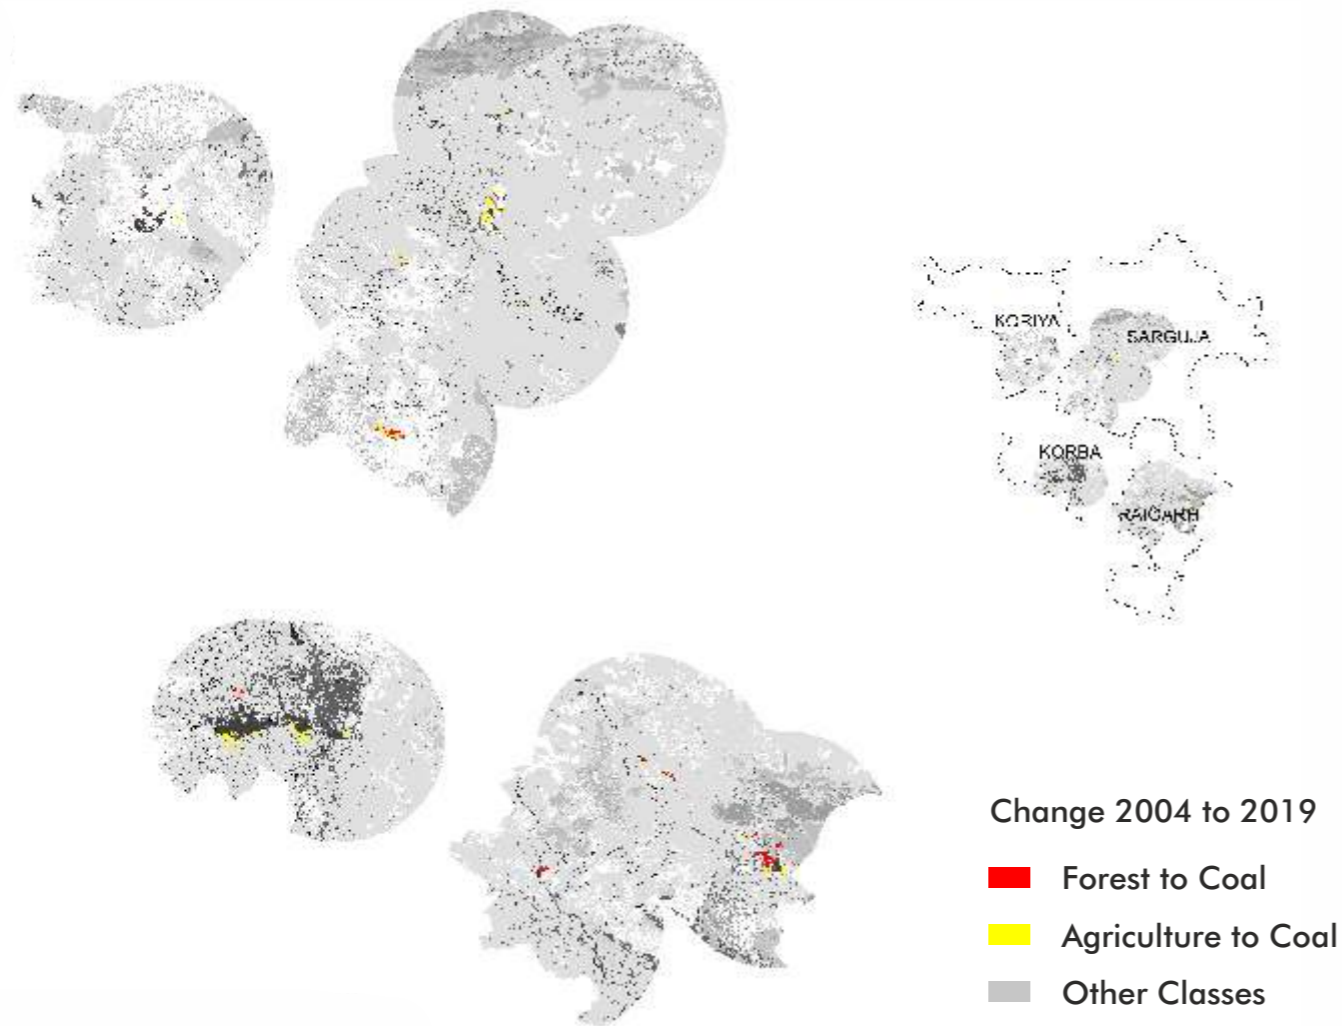 KORIYA
SARGUJA
KORBA
RAIGARH
Change 2004 to 2019
Forest to Coal
Agriculture to Coal
Other Classes